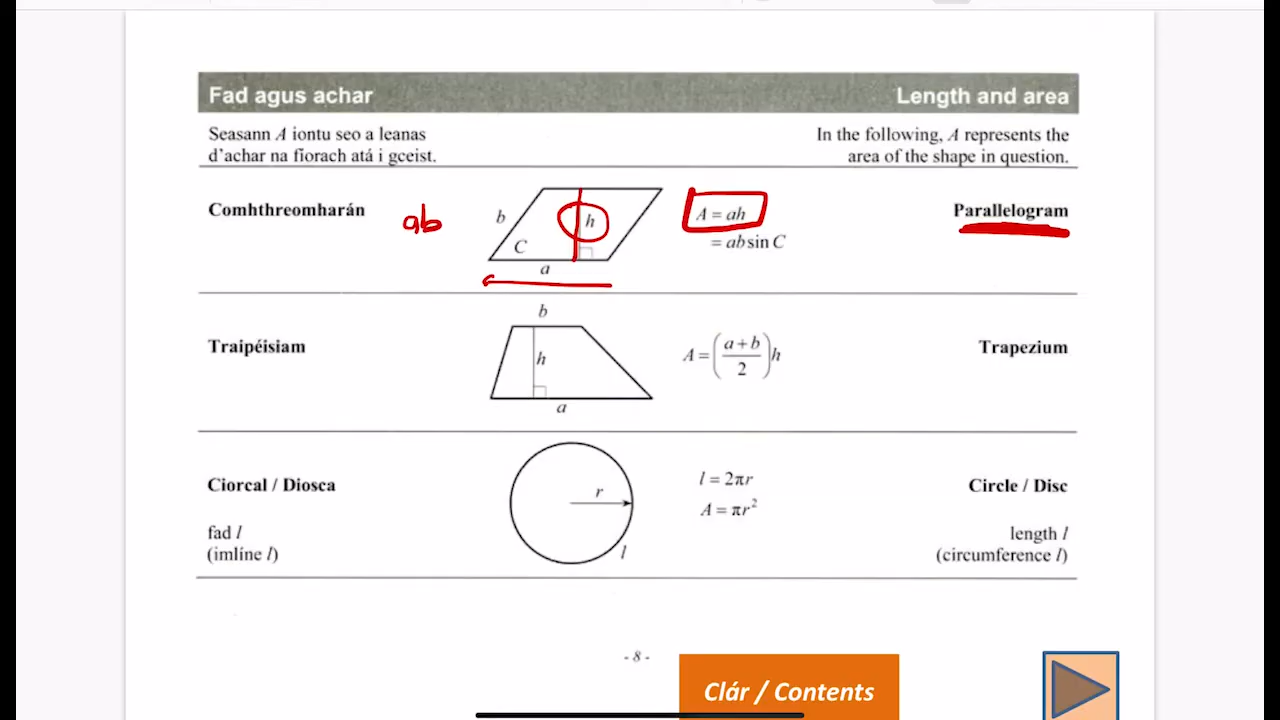 Fad agus achar
Length and area
Seasann A iontu seo a leanas
d'achar na fíorach atá i gceist.
In the following, A represents the
area of the shape in question.
Comhthreomharán
ab
b
h
C
a
A = ah
= ab sin C
Parallelogram
Traipéisiam
b
h
a
A = (a+b/2)h
Trapezium
Ciorcal / Diosca
fad l
(imlíne l)
r
l
l = 2πr
A = πr²
Circle / Disc
length l
(circumference l)
- 8 -
Clár / Contents